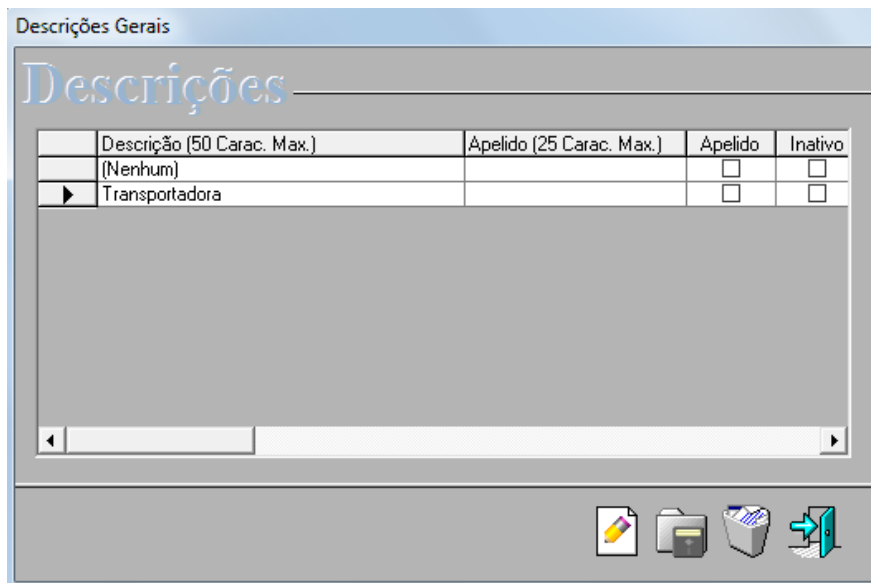 Descrições Gerais
Descrições
Descrição (50 Carac. Max.) Apelido (25 Carac. Max.) Apelido Inativo
(Nenhum)
Transportadora